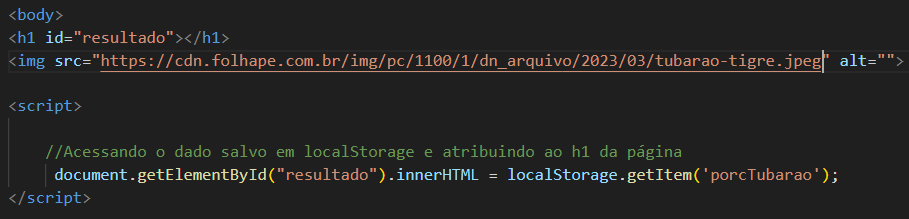 <body>
<h1 id="resultado"></h1>
<img src="https://cdn.folhape.com.br/img/pc/1100/1/dn_arquivo/2023/03/tubarao-tigre.jpeg" alt="">
<script>
//Acessando o dado salvo em localStorage e atribuindo ao h1 da página
document.getElementById("resultado").innerHTML = localStorage.getItem('porcTubarao');
</script>